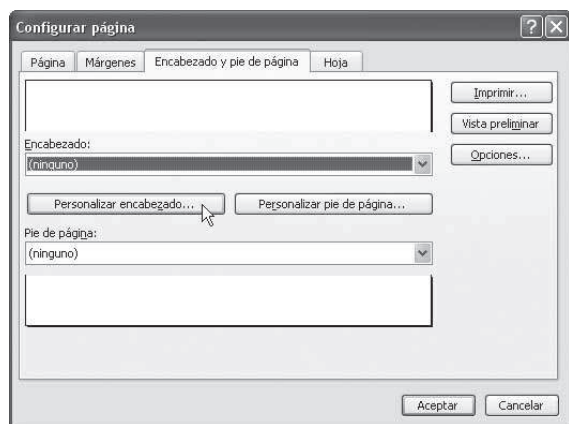 Configurar página
Página Márgenes Encabezado y pie de página Hoja
Imprimir...
Vista preliminar
Encabezado:
Opciones...
(ninguno)
Personalizar encabezado... Personalizar pie de página...
Pie de página:
(ninguno)
Aceptar Cancelar